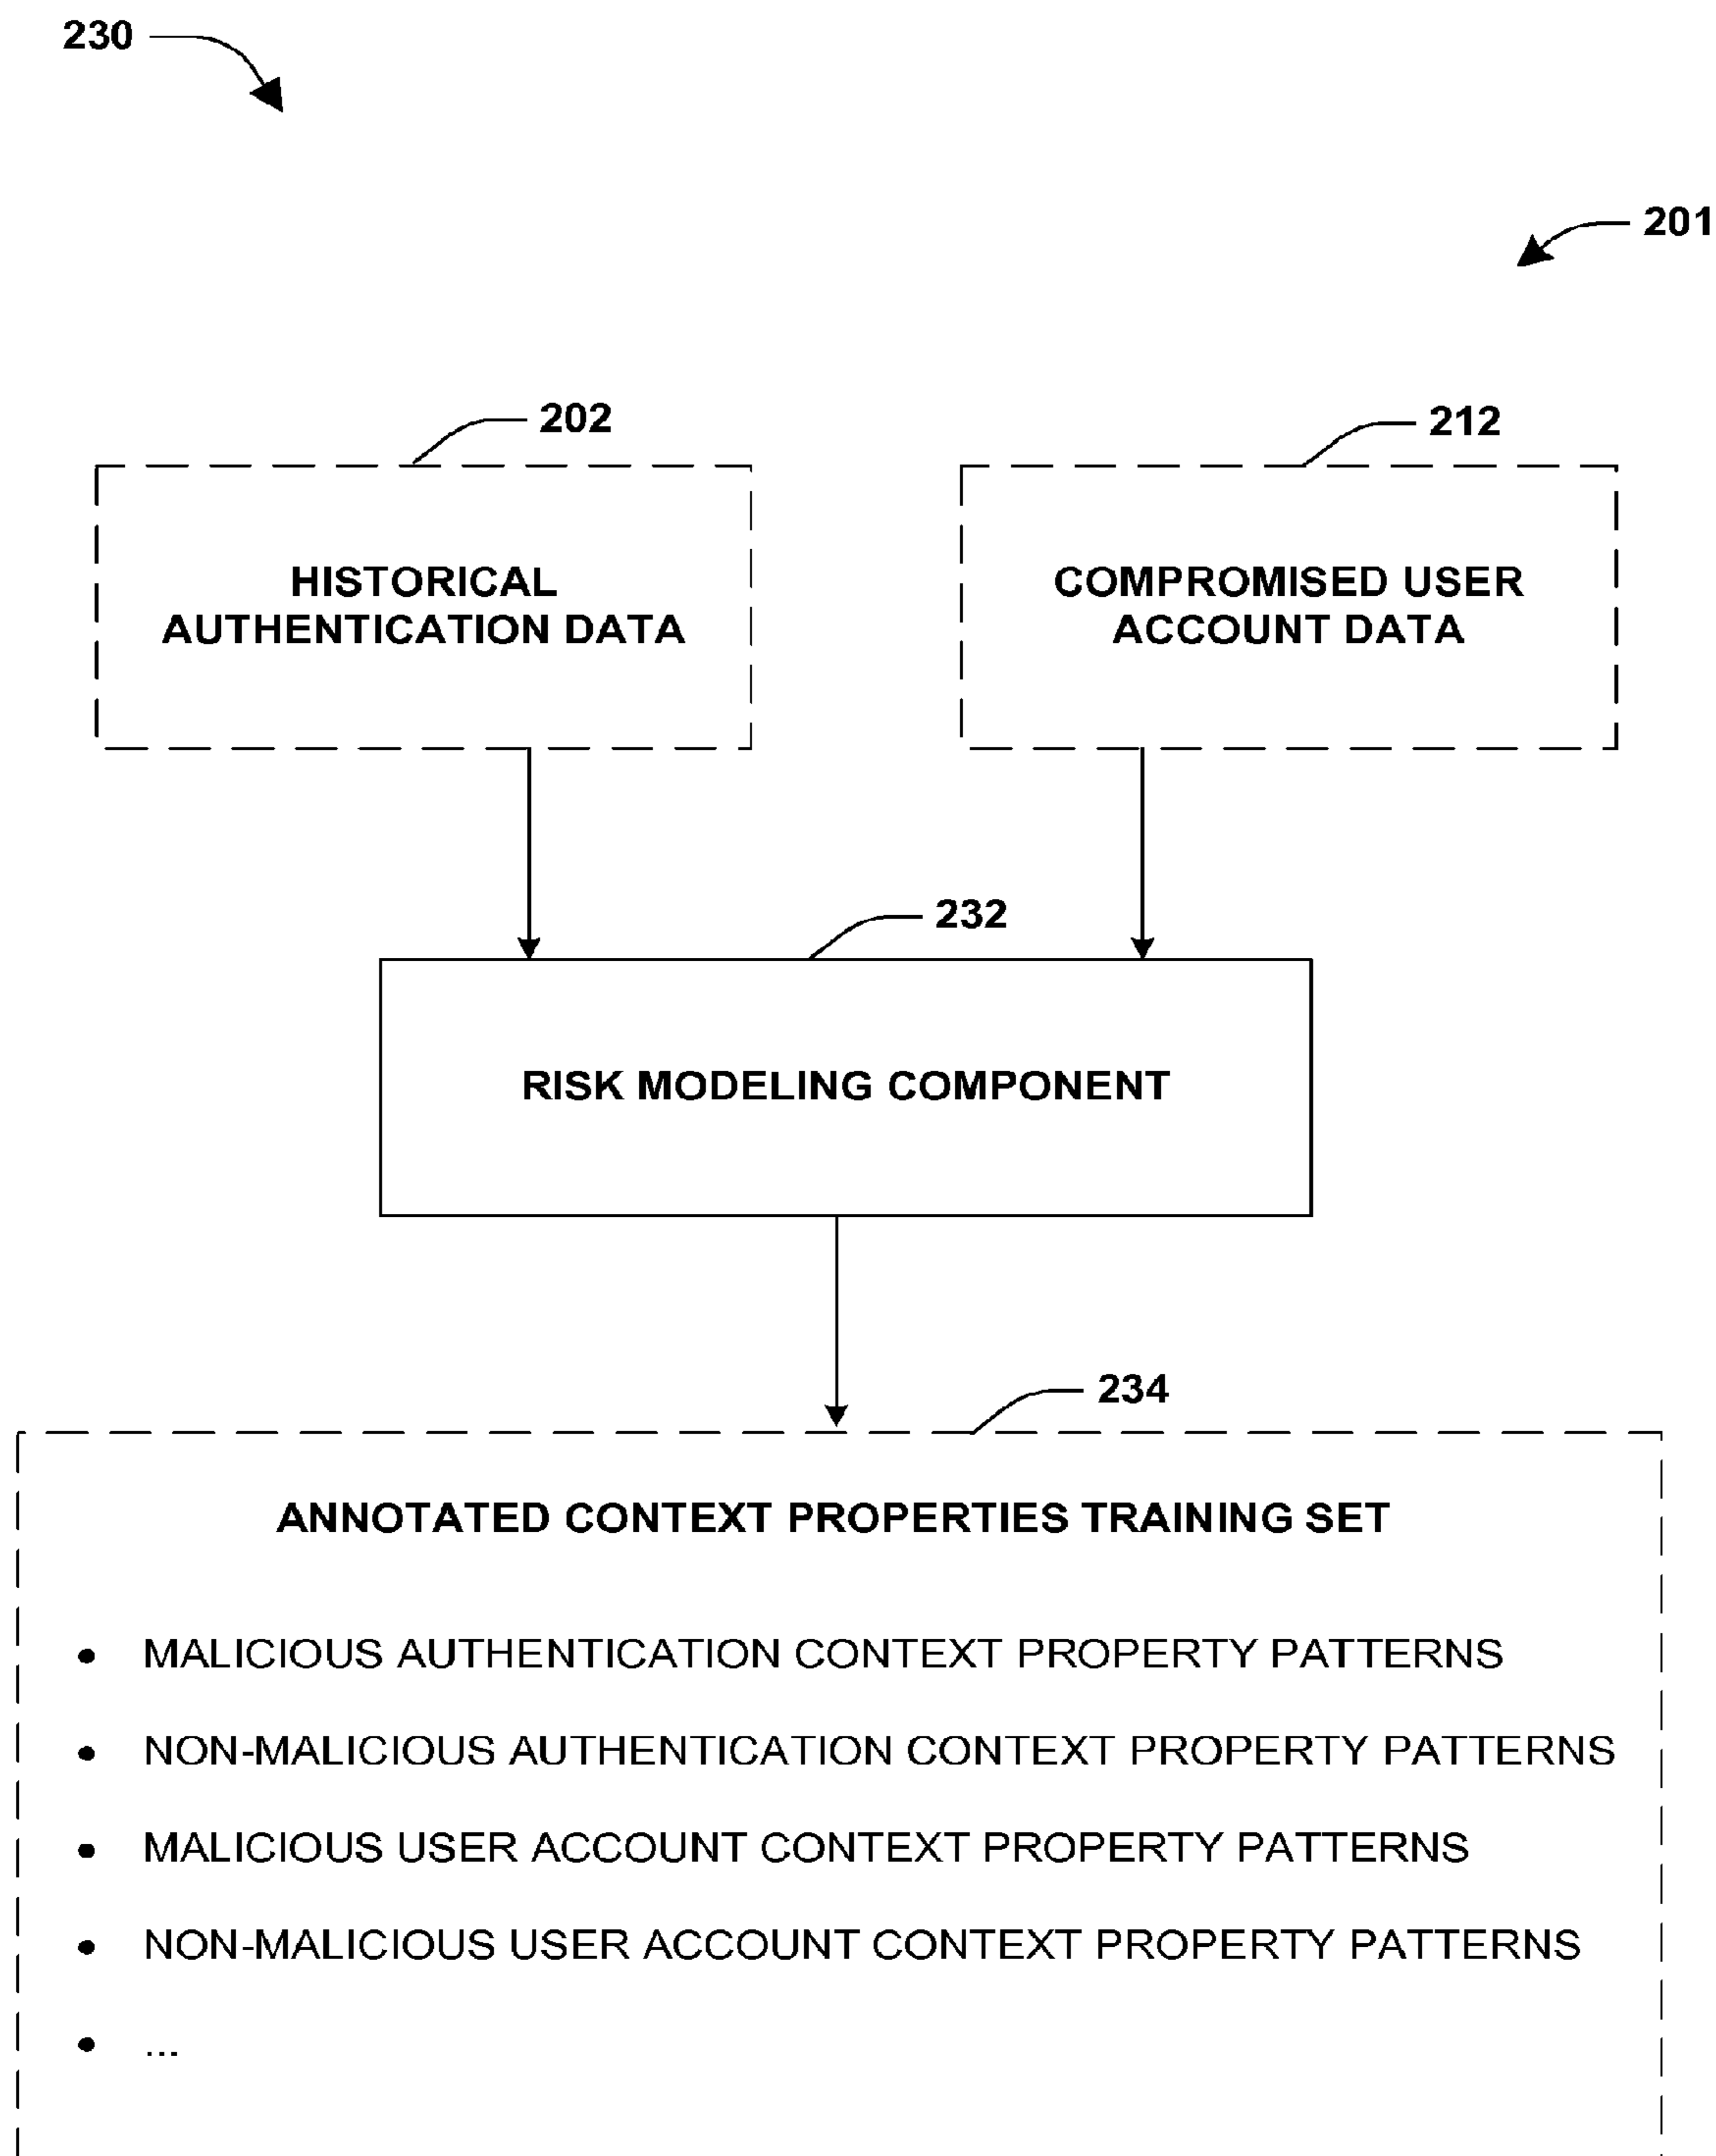 230
201
202
212
HISTORICAL
AUTHENTICATION DATA
COMPROMISED USER
ACCOUNT DATA
232
RISK MODELING COMPONENT
234
ANNOTATED CONTEXT PROPERTIES TRAINING SET
• MALICIOUS AUTHENTICATION CONTEXT PROPERTY PATTERNS
• NON-MALICIOUS AUTHENTICATION CONTEXT PROPERTY PATTERNS
• MALICIOUS USER ACCOUNT CONTEXT PROPERTY PATTERNS
• NON-MALICIOUS USER ACCOUNT CONTEXT PROPERTY PATTERNS
• ...